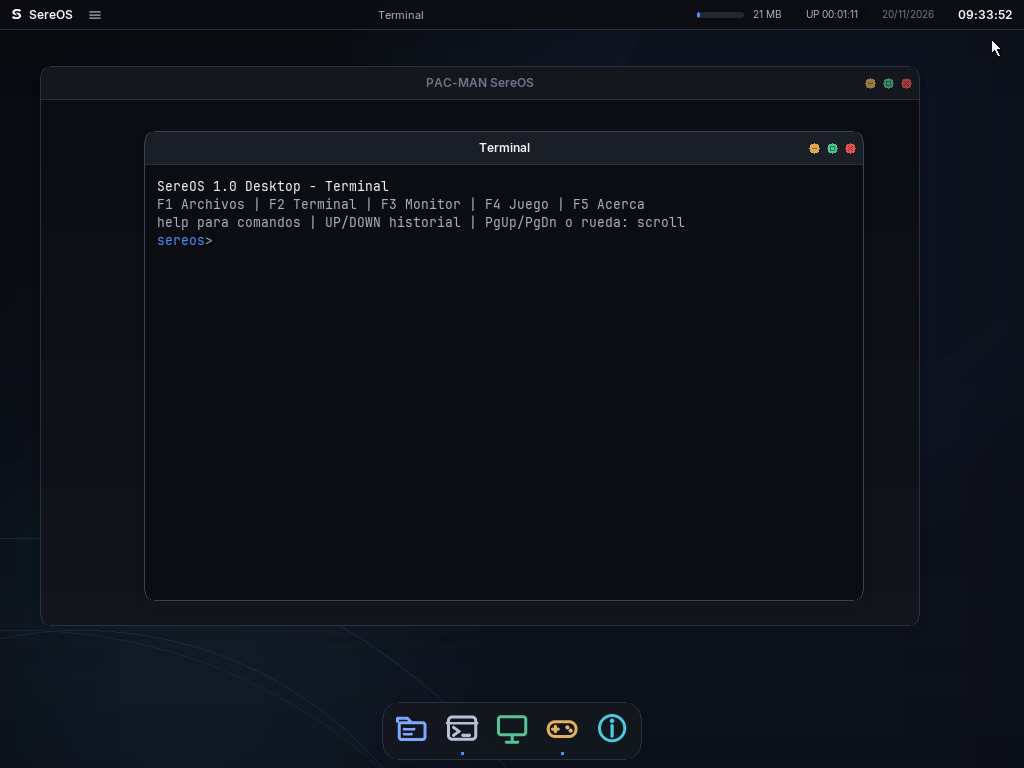 SereOS
Terminal
21 MB
UP 00:01:11
20/11/2026
09:33:52
PAC-MAN SereOS
Terminal
SereOS 1.0 Desktop - Terminal
F1 Archivos | F2 Terminal | F3 Monitor | F4 Juego | F5 Acerca
help para comandos | UP/DOWN historial | PgUp/PgDn o rueda: scroll
sereos>